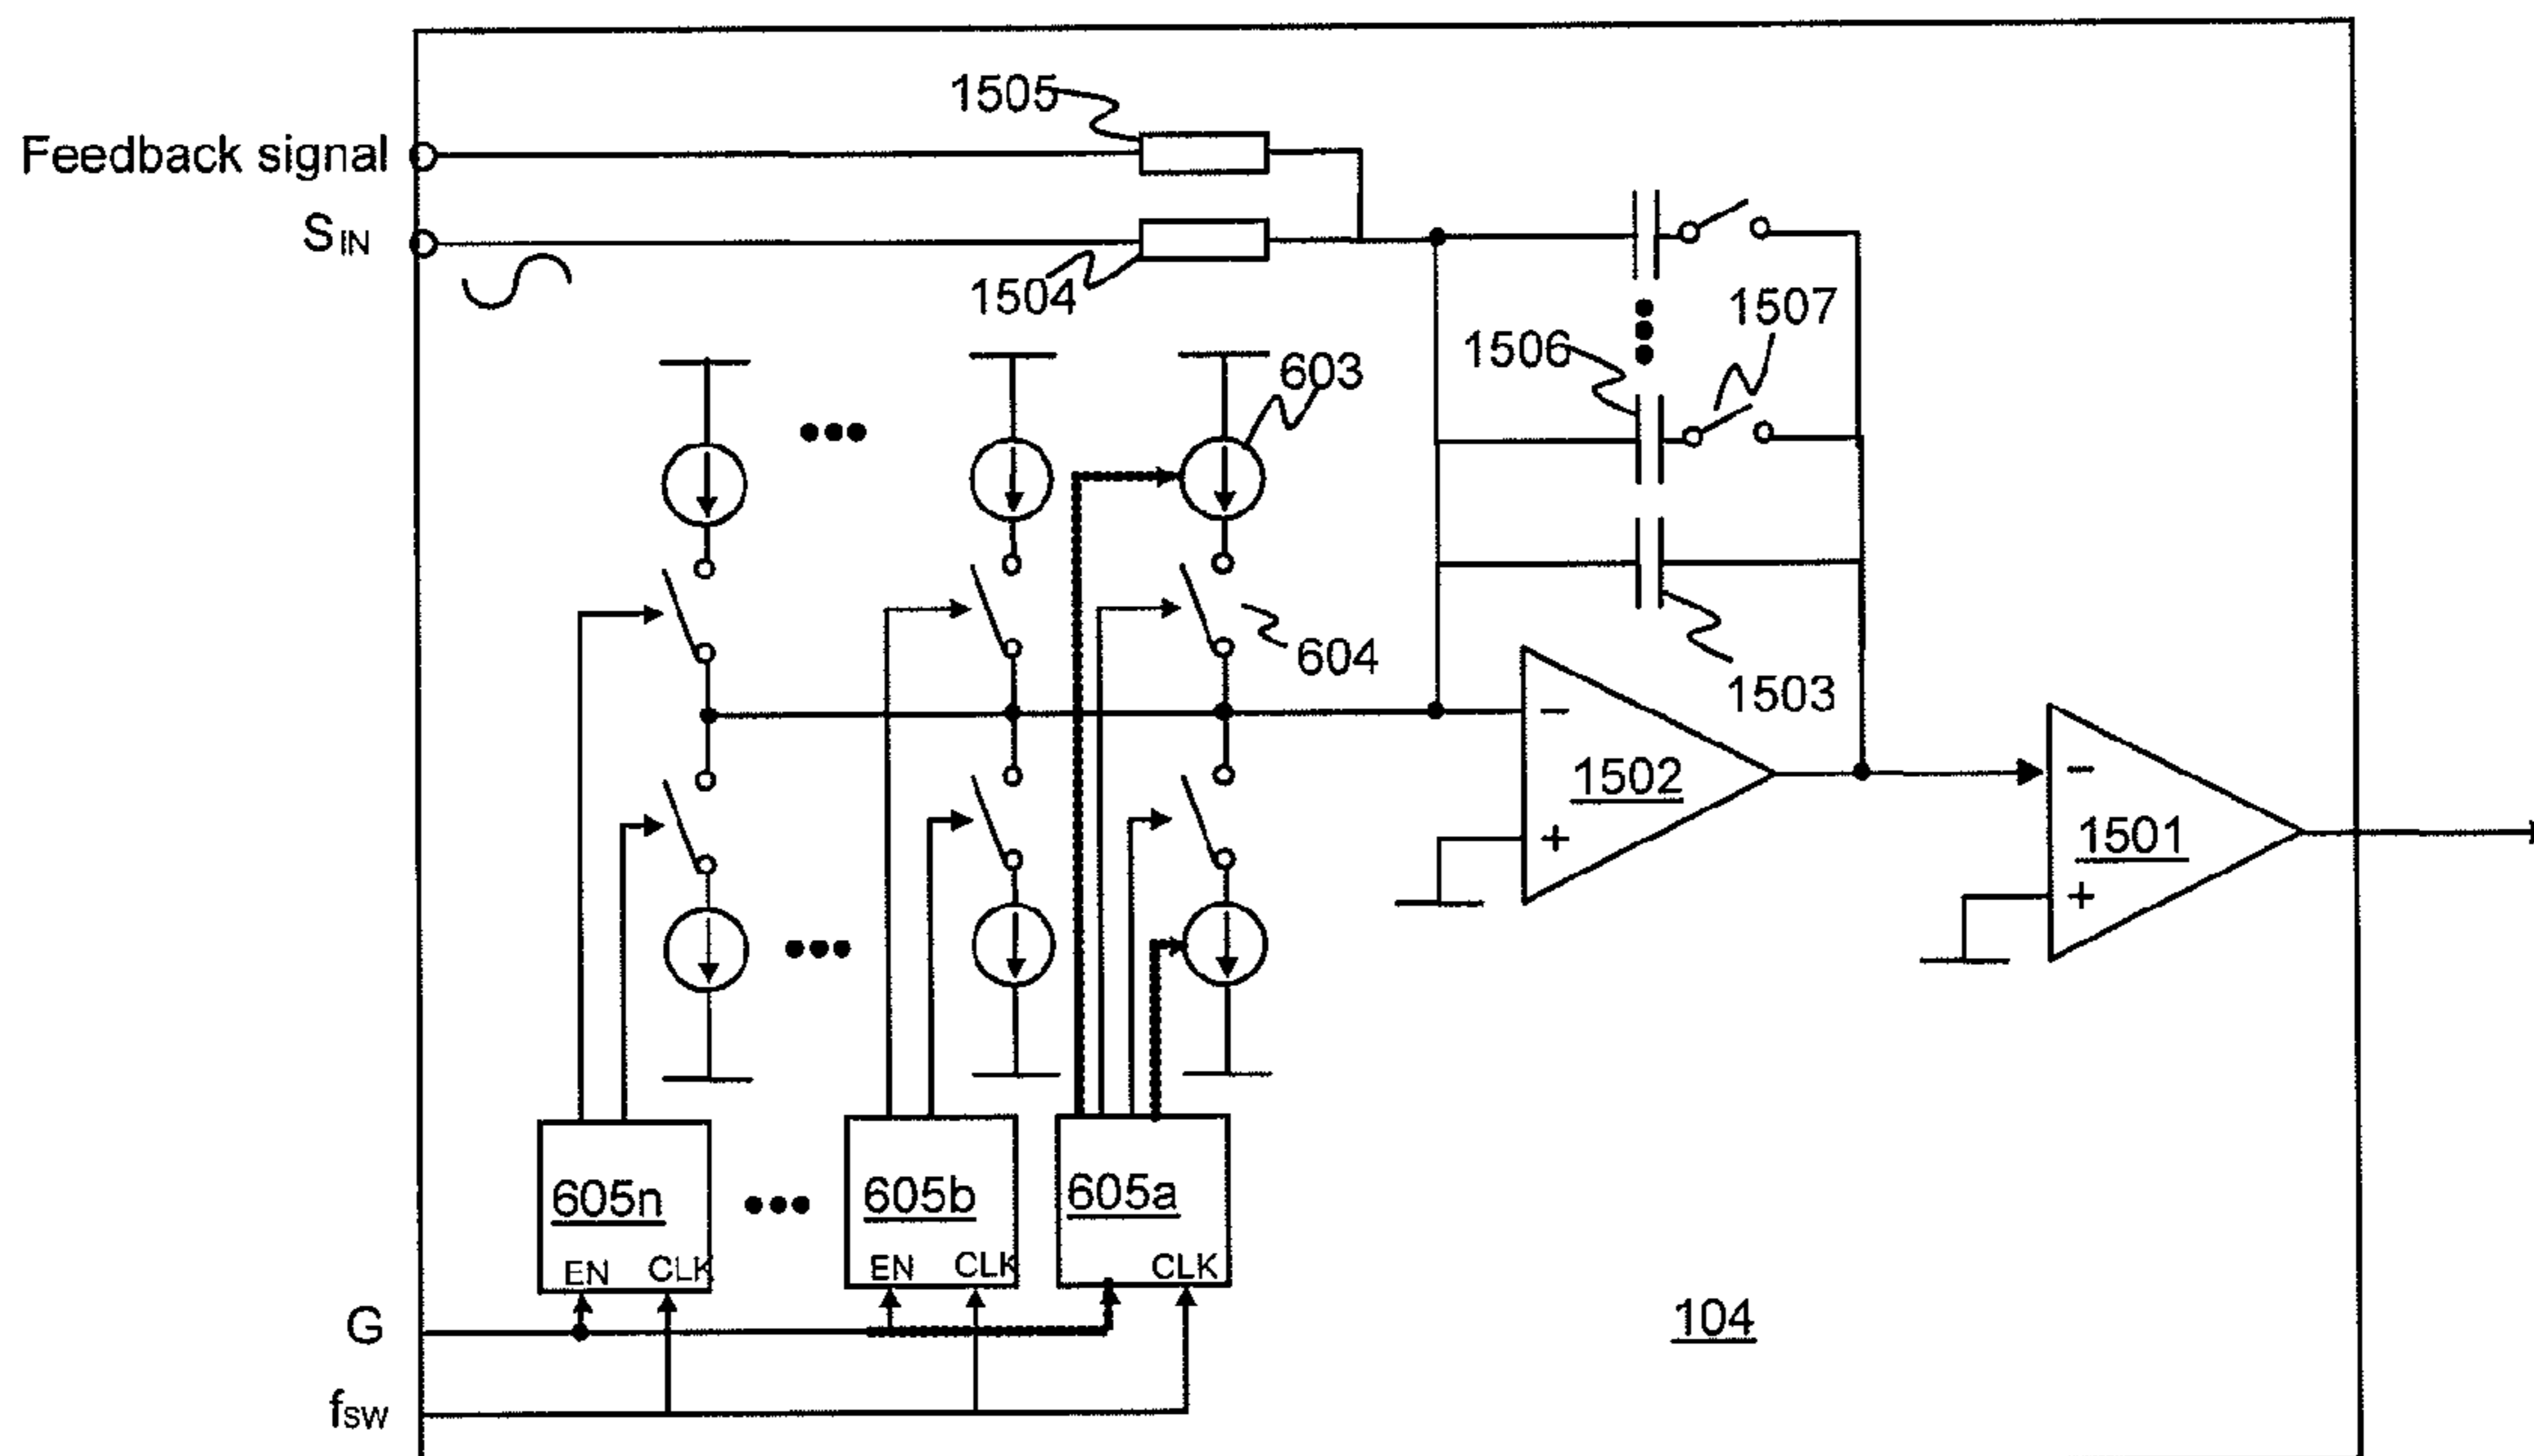 1505
Feedback signal
SIN
1504
1507
1506
603
604
1503
−
1502
+
−
1501
+
605n
605b
605a
EN CLK
EN CLK
CLK
G
104
fsw